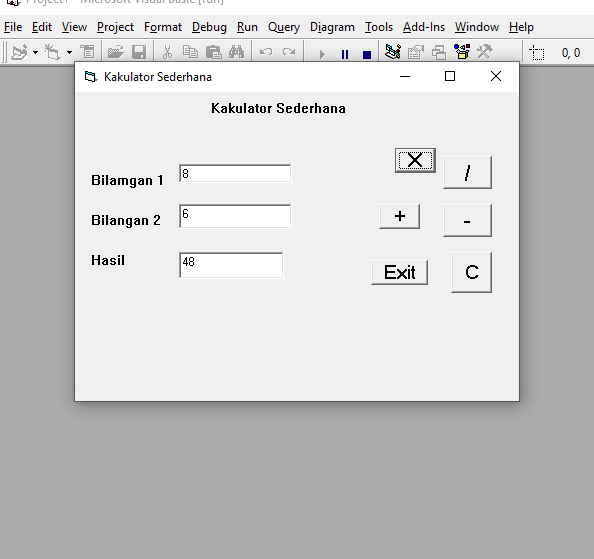 Project1 - Microsoft Visual Basic [run]
File Edit View Project Format Debug Run Query Diagram Tools Add-Ins Window Help
0, 0
Kakulator Sederhana
Kakulator Sederhana
X /
Bilamgan 1 8
Bilangan 2 6 + -
Hasil 48 Exit C